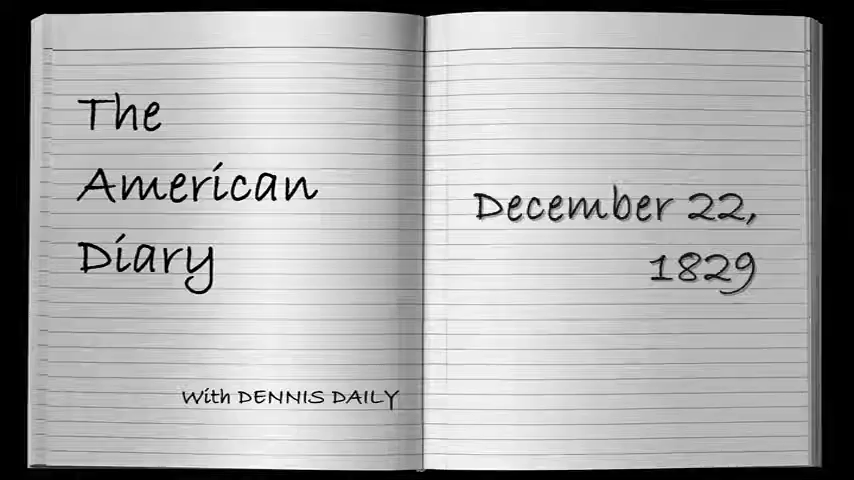 The
American
Diary
With DENNIS DAILY
December 22,
1829